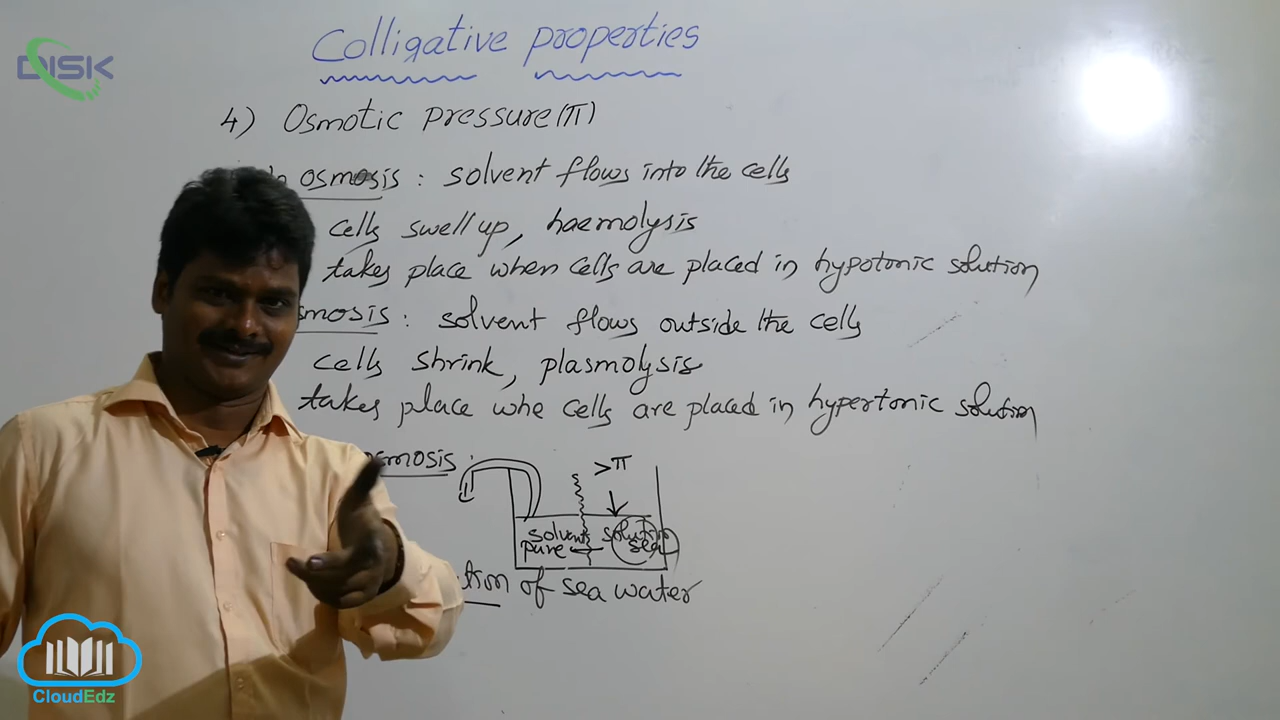 DISK
Colligative properties
4) Osmotic Pressure (π)
osmosis : solvent flows into the cells
cells swell up, haemolysis
takes place when cells are placed in hypotonic solution
smosis : solvent flows outside the cells
cells shrink, plasmolysis
takes place whe cells are placed in hypertonic solution
osmosis :
>π
solvent solution
pure sea
tion of sea water
CloudEdz